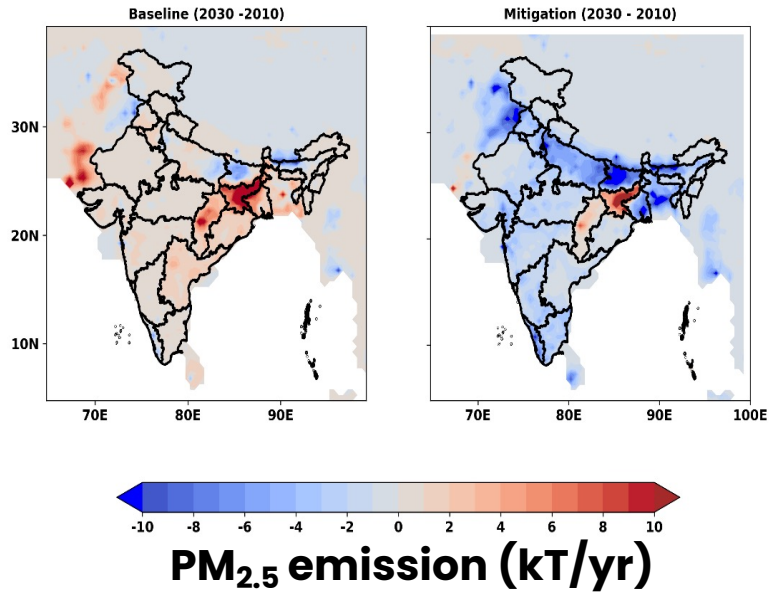 Baseline (2030 -2010)
Mitigation (2030 - 2010)
30N
20N
10N
70E 80E 90E
70E 80E 90E 100E
-10 -8 -6 -4 -2 0 2 4 6 8 10
PM2.5 emission (kT/yr)